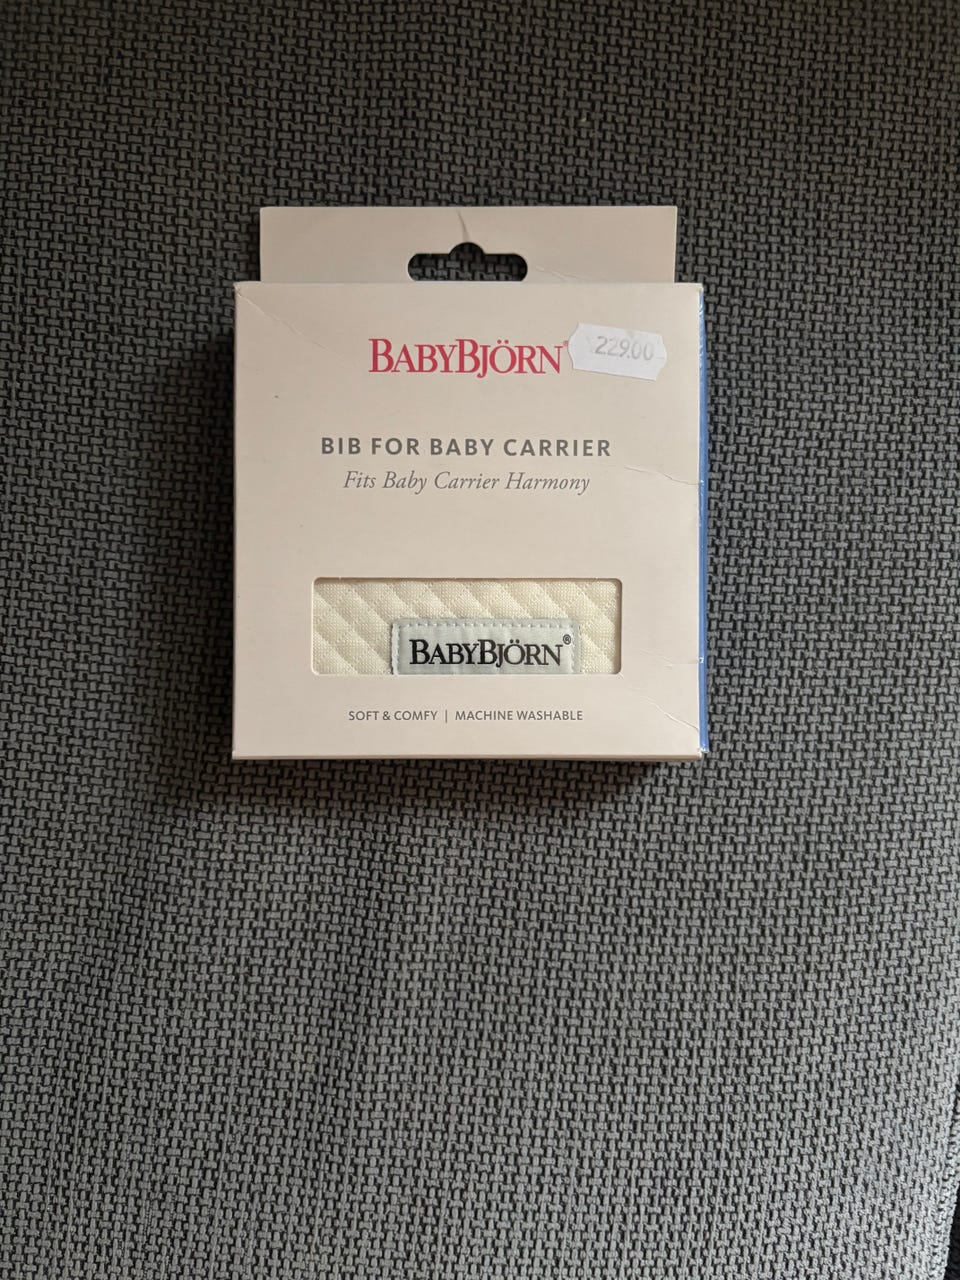 BABYBJÖRN®
229.00
BIB FOR BABY CARRIER
Fits Baby Carrier Harmony
BABYBJÖRN®
SOFT & COMFY | MACHINE WASHABLE